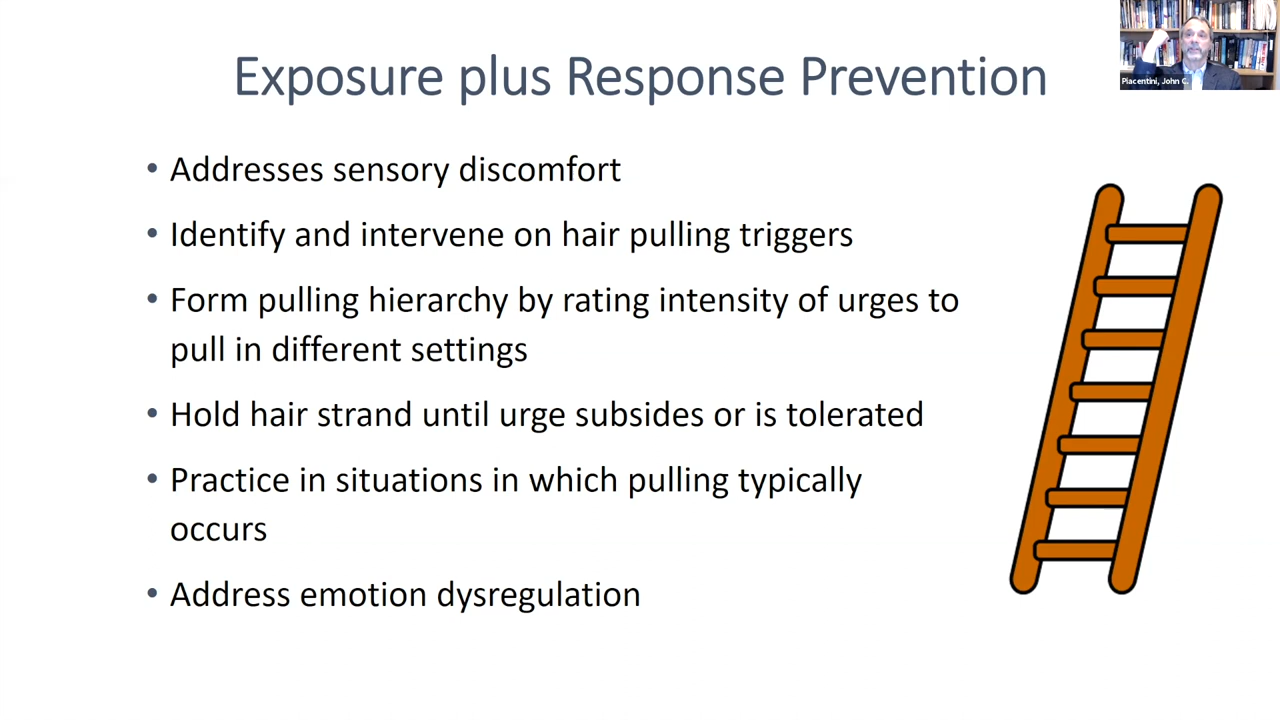 Exposure plus Response Prevention
Piacentini, John C.
• Addresses sensory discomfort
• Identify and intervene on hair pulling triggers
• Form pulling hierarchy by rating intensity of urges to
pull in different settings
• Hold hair strand until urge subsides or is tolerated
• Practice in situations in which pulling typically
occurs
• Address emotion dysregulation